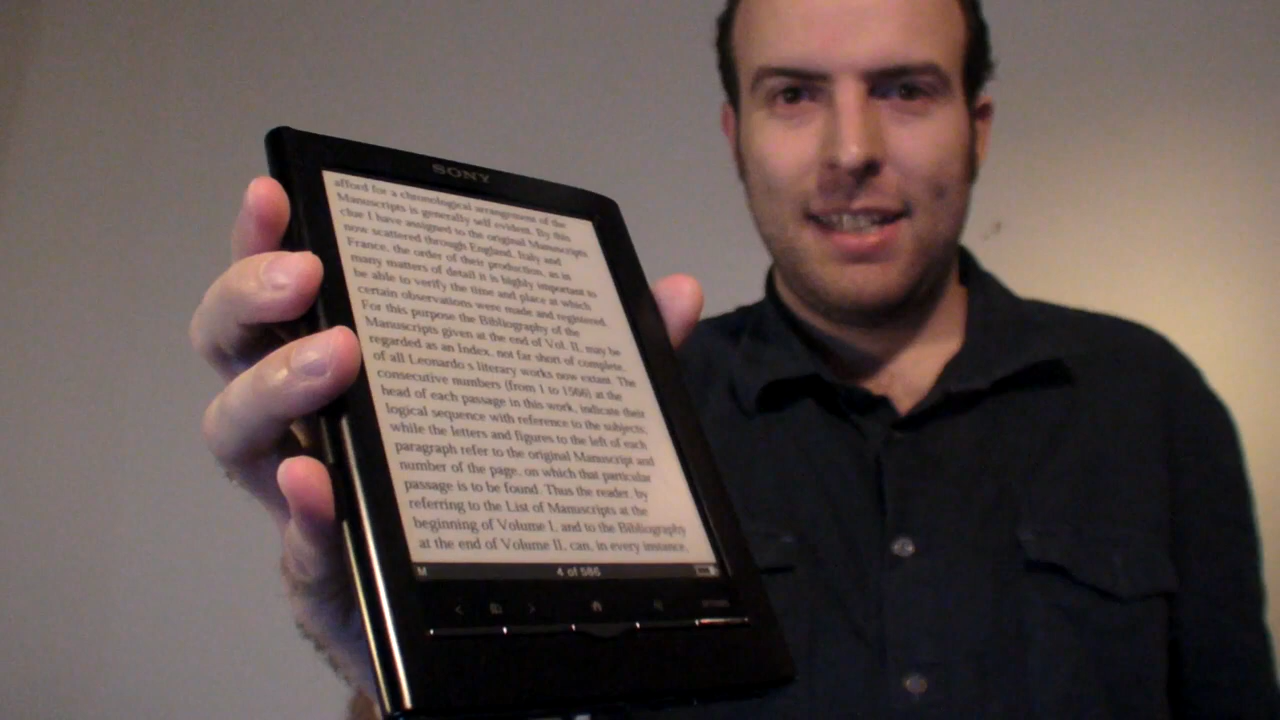 SONY
afford for a chronological arrangement of the
Manuscripts is generally self evident. By this
clue I have assigned to the original Manuscripts
now scattered through England, Italy and
France, the order of their production, as in
many matters of detail it is highly important to
be able to verify the time and place at which
certain observations were made and registered.
For this purpose the Bibliography of the
Manuscripts given at the end of Vol. II, may be
regarded as an Index, not far short of complete,
of all Leonardo s literary works now extant. The
consecutive numbers (from 1 to 1566) at the
head of each passage in this work, indicate their
logical sequence with reference to the subjects;
while the letters and figures to the left of each
paragraph refer to the original Manuscript and
number of the page, on which that particular
passage is to be found. Thus the reader, by
referring to the List of Manuscripts at the
beginning of Volume I, and to the Bibliography
at the end of Volume II, can, in every instance,
M 4 of 586